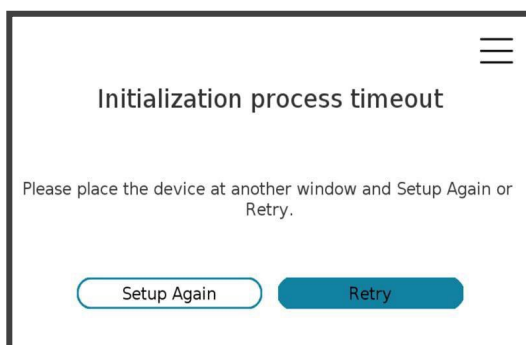 Initialization process timeout
Please place the device at another window and Setup Again or
Retry.
Setup Again
Retry